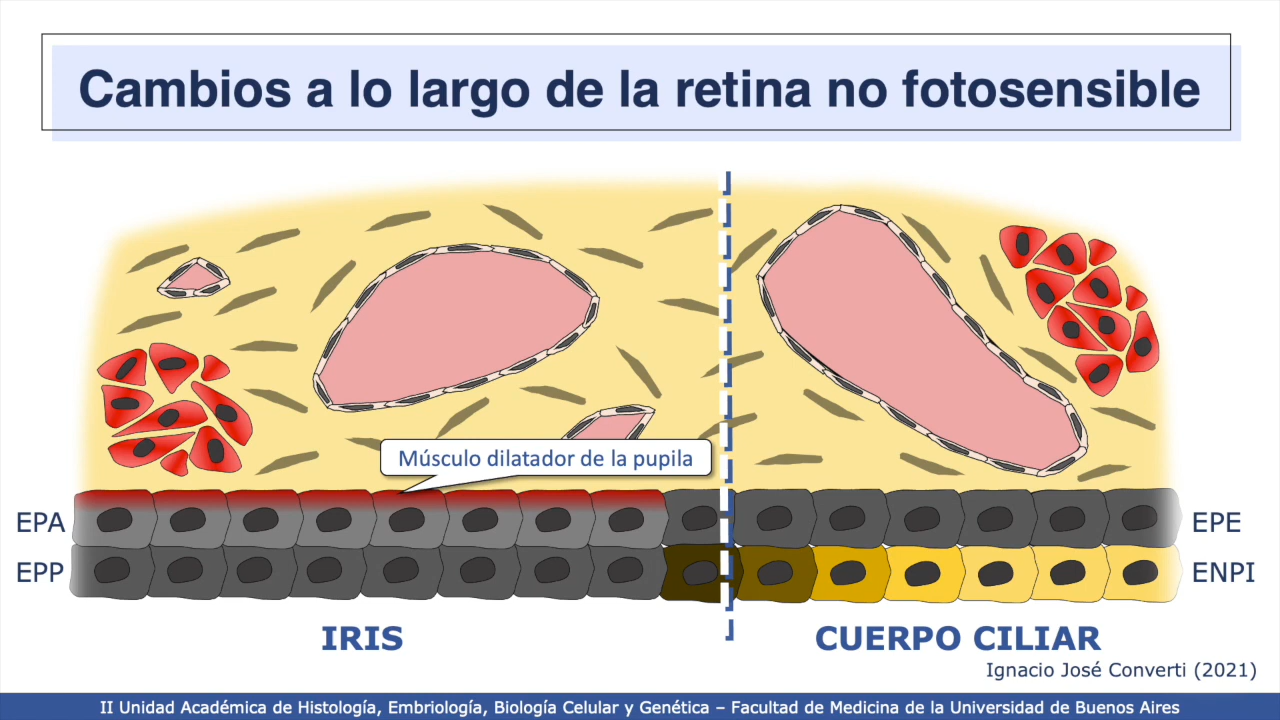 Cambios a lo largo de la retina no fotosensible
Músculo dilatador de la pupila
EPA
EPE
EPP
ENPI
IRIS
CUERPO CILIAR
Ignacio José Converti (2021)
II Unidad Académica de Histología, Embriología, Biología Celular y Genética – Facultad de Medicina de la Universidad de Buenos Aires